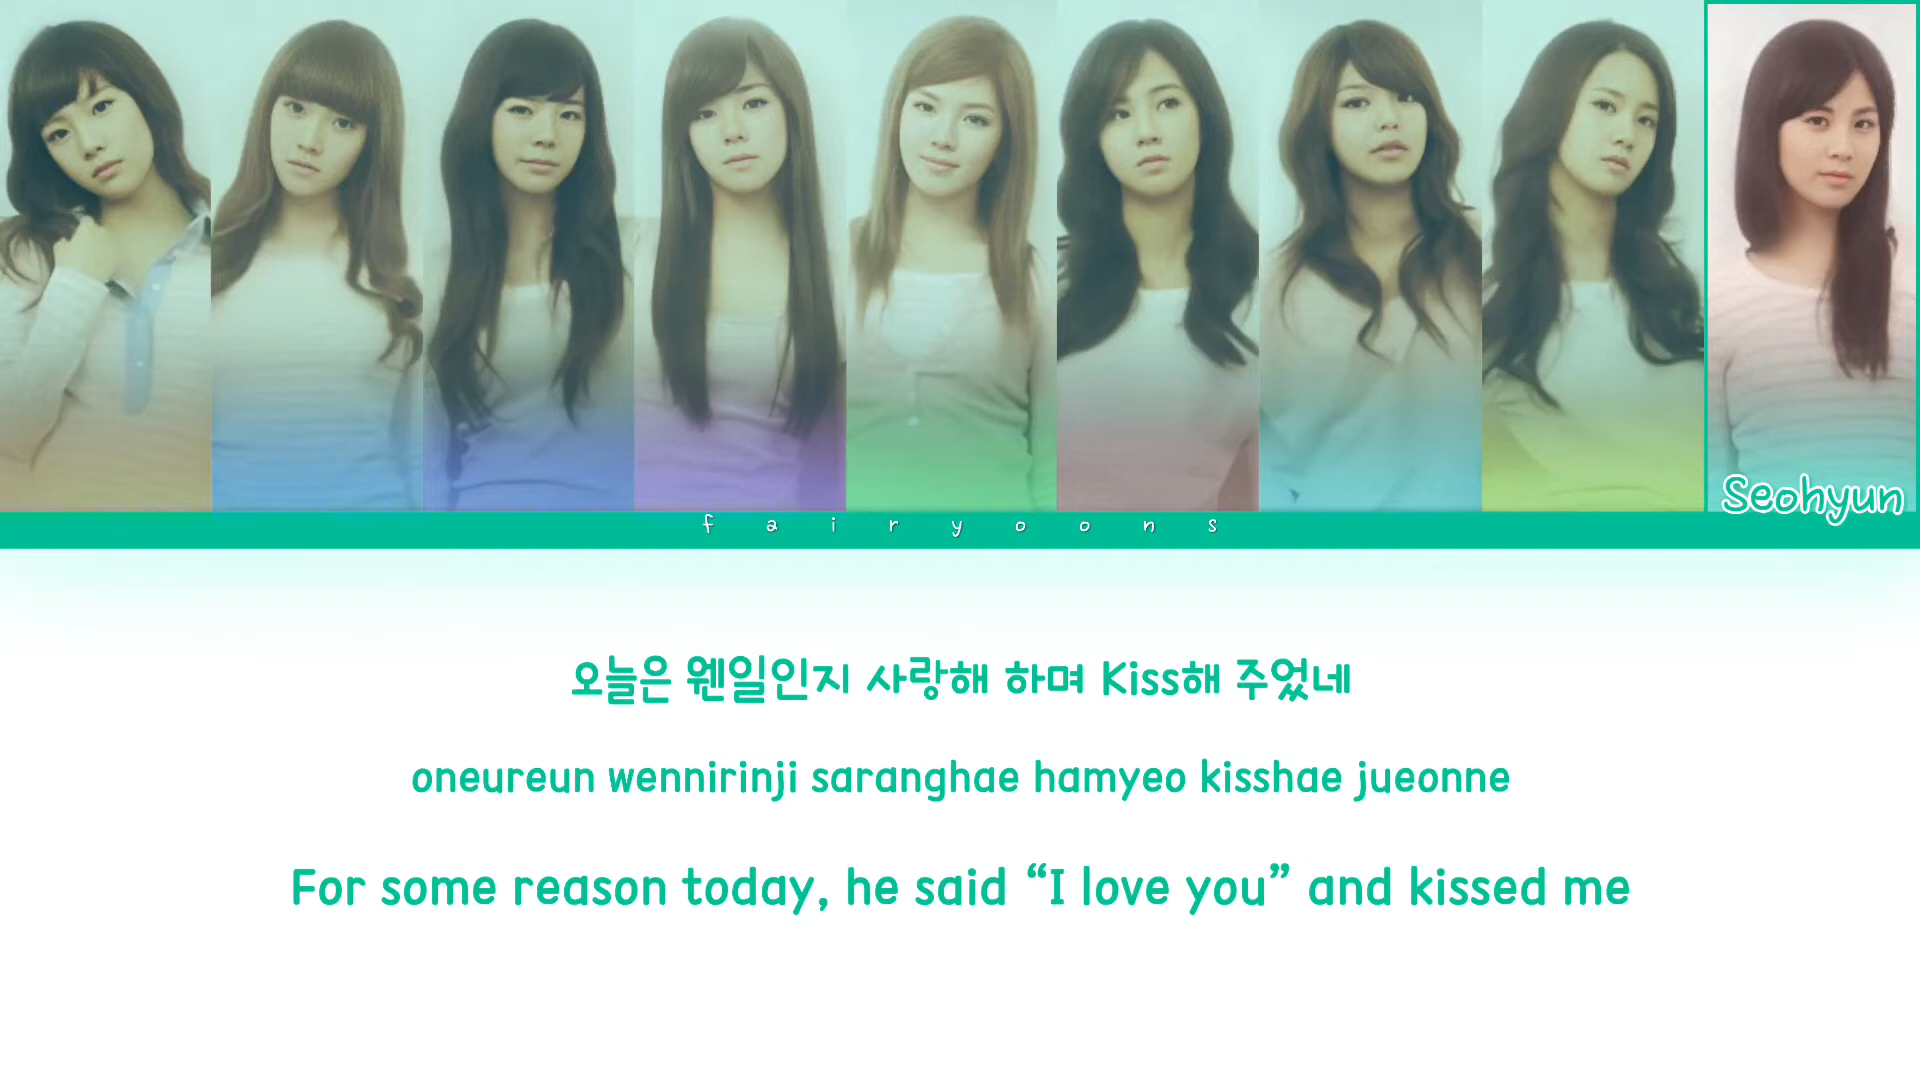 Seohyun
fairyoons
오늘은 웬일인지 사랑해 하며 Kiss해 주었네
oneureun wennirinji saranghae hamyeo kisshae jueonne
For some reason today, he said “I love you” and kissed me